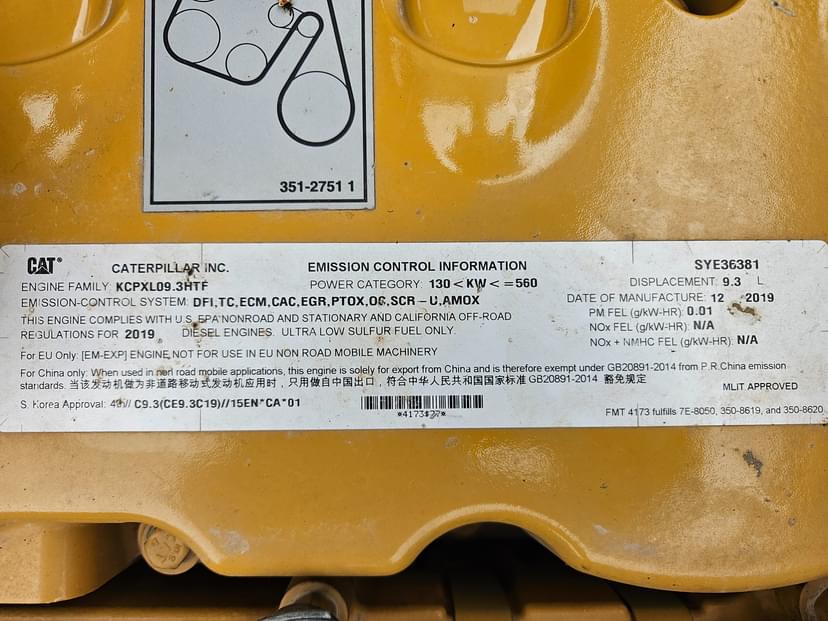 351-2751 1
CAT® CATERPILLAR INC. EMISSION CONTROL INFORMATION SYE36381
ENGINE FAMILY: KCPXL09.3HTF POWER CATEGORY: 130<KW<=560 DISPLACEMENT: 9.3 L
EMISSION-CONTROL SYSTEM: DFI,TC,ECM,CAC,EGR,PTOX,OC,SCR-U,AMOX DATE OF MANUFACTURE: 12 2019
THIS ENGINE COMPLIES WITH U.S. EPA NONROAD AND STATIONARY AND CALIFORNIA OFF-ROAD PM FEL (g/kW-HR): 0.01
REGULATIONS FOR 2019 DIESEL ENGINES. ULTRA LOW SULFUR FUEL ONLY. NOx FEL (g/kW-HR): N/A
NOx + NMHC FEL (g/kW-HR): N/A
For EU Only: [EM-EXP] ENGINE NOT FOR USE IN EU NON ROAD MOBILE MACHINERY
For China only: When used in non road mobile applications, this engine is solely for export from China and is therefore exempt under GB20891-2014 from P.R.China emission
standards. 当该发动机做为非道路移动式发动机应用时，只用做自中国出口，符合中华人民共和国国家标准 GB20891-2014 豁免规定 MLIT APPROVED
S. Korea Approval: C9.3(CE9.3C19)//15EN*CA*01
FMT 4173 fulfills 7E-8050, 350-8619, and 350-8620